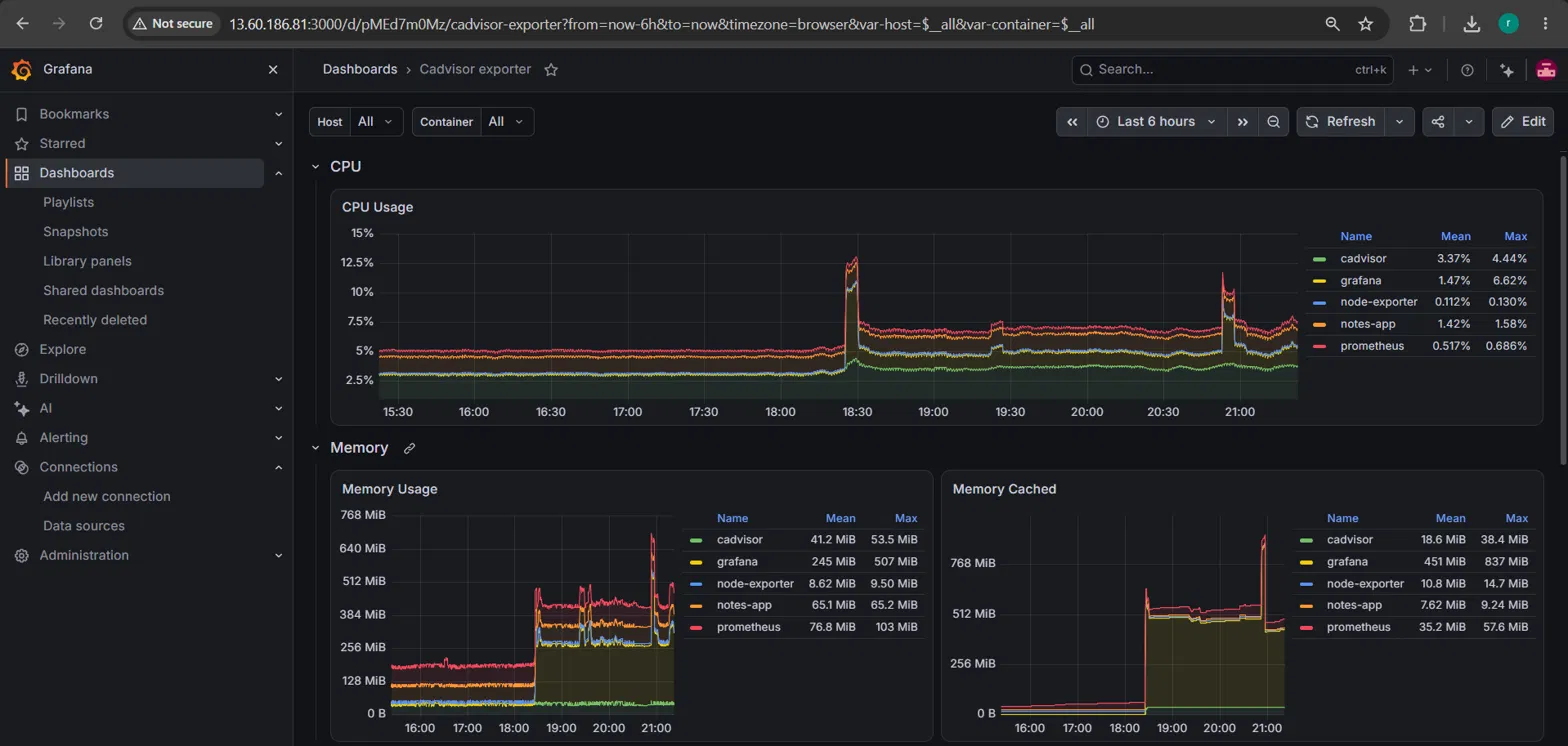 Not secure 13.60.186.81:3000/d/pMEd7m0Mz/cadvisor-exporter?from=now-6h&to=now&timezone=browser&var-host=$__all&var-container=$__all r
Grafana
Dashboards › Cadvisor exporter
Search... ctrl+k
Bookmarks
Starred
Dashboards
Playlists
Snapshots
Library panels
Shared dashboards
Recently deleted
Explore
Drilldown
AI
Alerting
Connections
Add new connection
Data sources
Administration
Host All Container All
Last 6 hours Refresh Edit
CPU
CPU Usage
15%
12.5%
10%
7.5%
5%
2.5%
15:30 16:00 16:30 17:00 17:30 18:00 18:30 19:00 19:30 20:00 20:30 21:00
Name Mean Max
cadvisor 3.37% 4.44%
grafana 1.47% 6.62%
node-exporter 0.112% 0.130%
notes-app 1.42% 1.58%
prometheus 0.517% 0.686%
Memory
Memory Usage
768 MiB
640 MiB
512 MiB
384 MiB
256 MiB
128 MiB
0 B
16:00 17:00 18:00 19:00 20:00 21:00
Name Mean Max
cadvisor 41.2 MiB 53.5 MiB
grafana 245 MiB 507 MiB
node-exporter 8.62 MiB 9.50 MiB
notes-app 65.1 MiB 65.2 MiB
prometheus 76.8 MiB 103 MiB
Memory Cached
768 MiB
512 MiB
256 MiB
0 B
16:00 17:00 18:00 19:00 20:00 21:00
Name Mean Max
cadvisor 18.6 MiB 38.4 MiB
grafana 451 MiB 837 MiB
node-exporter 10.8 MiB 14.7 MiB
notes-app 7.62 MiB 9.24 MiB
prometheus 35.2 MiB 57.6 MiB